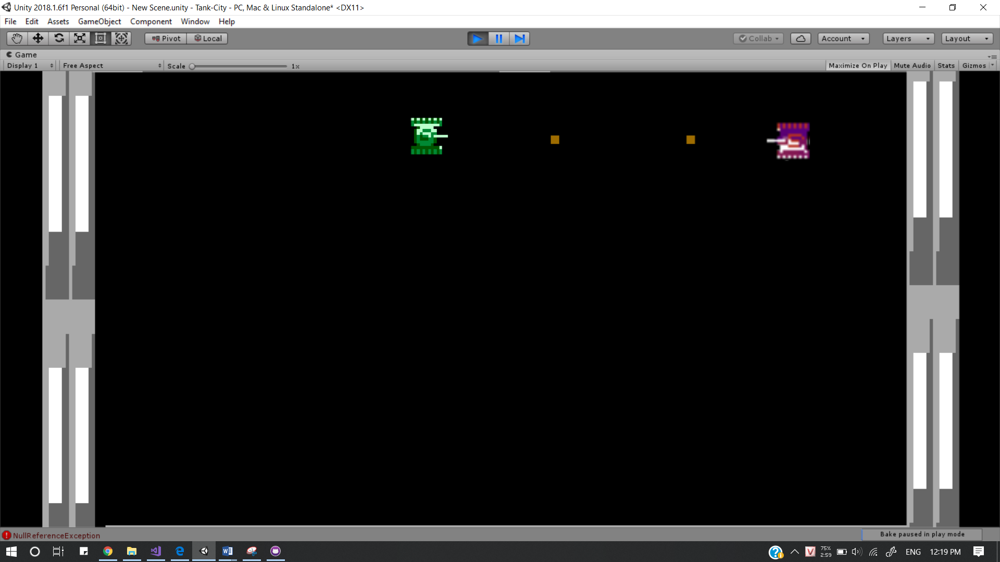 Unity 2018.1.6f1 Personal (64bit) - New Scene.unity - Tank-City - PC, Mac & Linux Standalone* <DX11>
File Edit Assets GameObject Component Window Help
Pivot Local Collab Account Layers Layout
Game
Display 1 Free Aspect Scale 1x Maximize On Play Mute Audio Stats Gizmos
NullReferenceException Bake paused in play mode
75%
2:59
ENG 12:19 PM